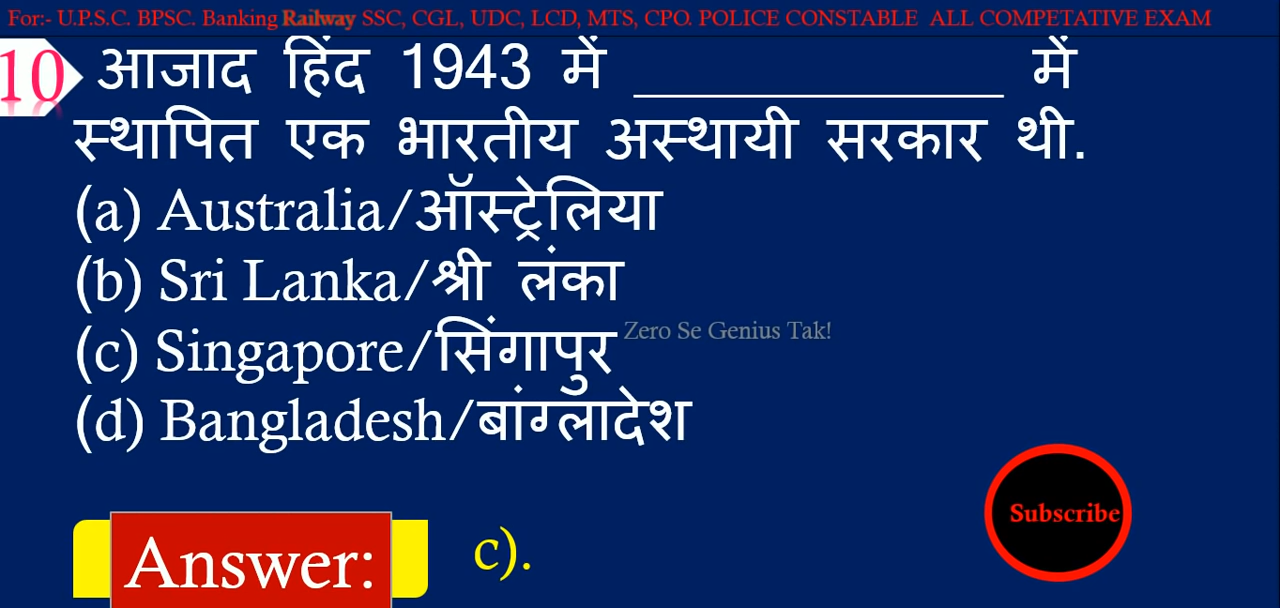 For:- U.P.S.C. BPSC. Banking Railway SSC, CGL, UDC, LCD, MTS, CPO. POLICE CONSTABLE ALL COMPETATIVE EXAM
10 आजाद हिंद 1943 में ______________ में
स्थापित एक भारतीय अस्थायी सरकार थी.
(a) Australia/ऑस्ट्रेलिया
(b) Sri Lanka/श्री लंका
(c) Singapore/सिंगापुर
Zero Se Genius Tak!
(d) Bangladesh/बांग्लादेश
Subscribe
Answer: c).